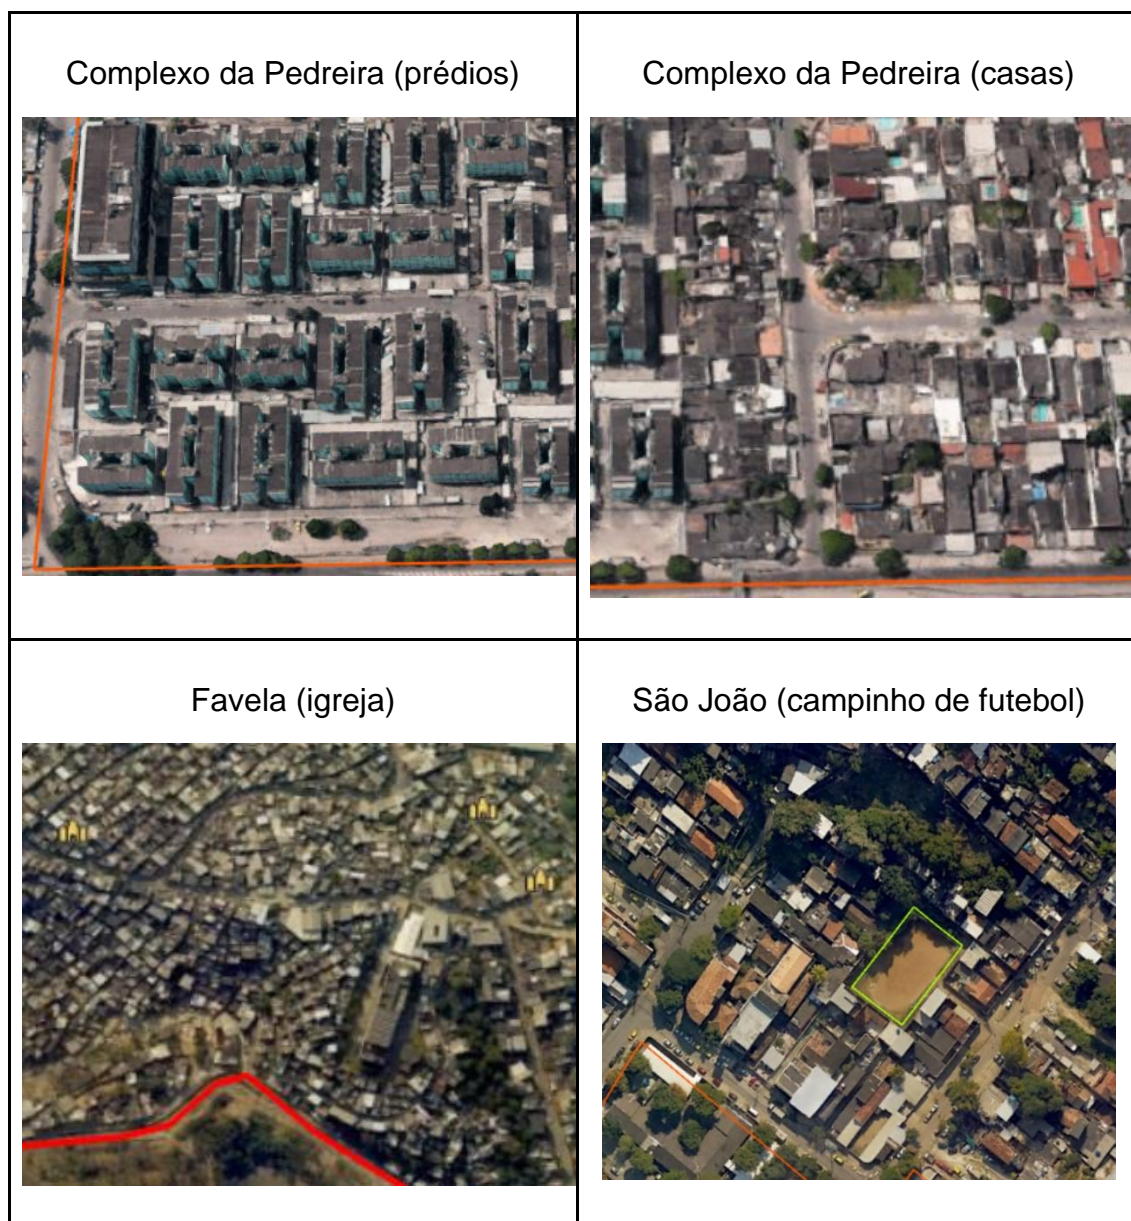 Complexo da Pedreira (prédios)
Complexo da Pedreira (casas)
Favela (igreja)
São João (campinho de futebol)